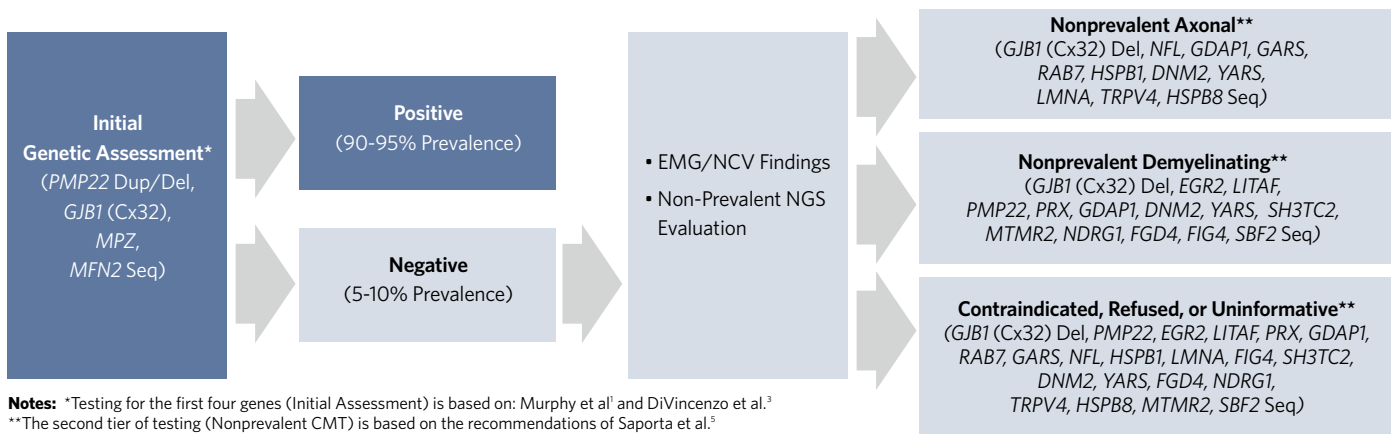 Initial
Genetic Assessment*
(PMP22 Dup/Del,
GJB1 (Cx32),
MPZ,
MFN2 Seq)
Positive
(90-95% Prevalence)
Negative
(5-10% Prevalence)
• EMG/NCV Findings
• Non-Prevalent NGS
Evaluation
Nonprevalent Axonal**
(GJB1 (Cx32) Del, NFL, GDAP1, GARS,
RAB7, HSPB1, DNM2, YARS,
LMNA, TRPV4, HSPB8 Seq)
Nonprevalent Demyelinating**
(GJB1 (Cx32) Del, EGR2, LITAF,
PMP22, PRX, GDAP1, DNM2, YARS, SH3TC2,
MTMR2, NDRG1, FGD4, FIG4, SBF2 Seq)
Contraindicated, Refused, or Uninformative**
(GJB1 (Cx32) Del, PMP22, EGR2, LITAF, PRX, GDAP1,
RAB7, GARS, NFL, HSPB1, LMNA, FIG4, SH3TC2,
DNM2, YARS, FGD4, NDRG1,
TRPV4, HSPB8, MTMR2, SBF2 Seq)
Notes: *Testing for the first four genes (Initial Assessment) is based on: Murphy et al¹ and DiVincenzo et al.³
**The second tier of testing (Nonprevalent CMT) is based on the recommendations of Saporta et al.⁵